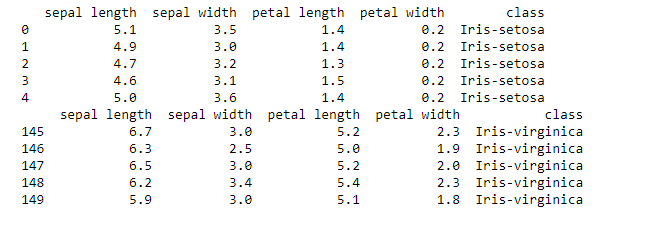 sepal length sepal width petal length petal width class
0 5.1 3.5 1.4 0.2 Iris-setosa
1 4.9 3.0 1.4 0.2 Iris-setosa
2 4.7 3.2 1.3 0.2 Iris-setosa
3 4.6 3.1 1.5 0.2 Iris-setosa
4 5.0 3.6 1.4 0.2 Iris-setosa
sepal length sepal width petal length petal width class
145 6.7 3.0 5.2 2.3 Iris-virginica
146 6.3 2.5 5.0 1.9 Iris-virginica
147 6.5 3.0 5.2 2.0 Iris-virginica
148 6.2 3.4 5.4 2.3 Iris-virginica
149 5.9 3.0 5.1 1.8 Iris-virginica